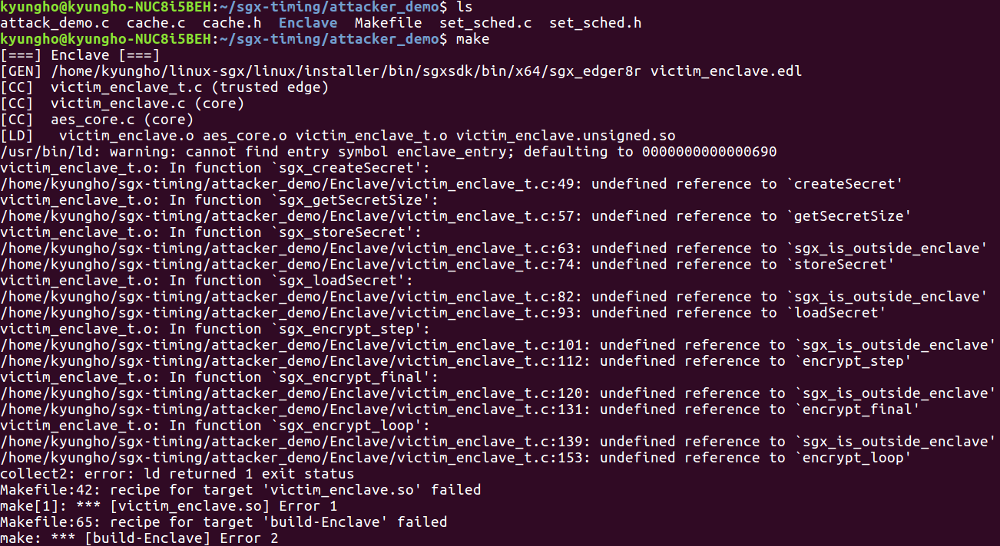 kyungho@kyungho-NUC8i5BEH:~/sgx-timing/attacker_demo$ ls
attack_demo.c  cache.c  cache.h  Enclave  Makefile  set_sched.c  set_sched.h
kyungho@kyungho-NUC8i5BEH:~/sgx-timing/attacker_demo$ make
[===] Enclave [===]
[GEN] /home/kyungho/linux-sgx/linux/installer/bin/sgxsdk/bin/x64/sgx_edger8r victim_enclave.edl
[CC]  victim_enclave_t.c (trusted edge)
[CC]  victim_enclave.c (core)
[CC]  aes_core.c (core)
[LD]   victim_enclave.o aes_core.o victim_enclave_t.o victim_enclave.unsigned.so
/usr/bin/ld: warning: cannot find entry symbol enclave_entry; defaulting to 0000000000000690
victim_enclave_t.o: In function `sgx_createSecret':
/home/kyungho/sgx-timing/attacker_demo/Enclave/victim_enclave_t.c:49: undefined reference to `createSecret'
victim_enclave_t.o: In function `sgx_getSecretSize':
/home/kyungho/sgx-timing/attacker_demo/Enclave/victim_enclave_t.c:57: undefined reference to `getSecretSize'
victim_enclave_t.o: In function `sgx_storeSecret':
/home/kyungho/sgx-timing/attacker_demo/Enclave/victim_enclave_t.c:63: undefined reference to `sgx_is_outside_enclave'
/home/kyungho/sgx-timing/attacker_demo/Enclave/victim_enclave_t.c:74: undefined reference to `storeSecret'
victim_enclave_t.o: In function `sgx_loadSecret':
/home/kyungho/sgx-timing/attacker_demo/Enclave/victim_enclave_t.c:82: undefined reference to `sgx_is_outside_enclave'
/home/kyungho/sgx-timing/attacker_demo/Enclave/victim_enclave_t.c:93: undefined reference to `loadSecret'
victim_enclave_t.o: In function `sgx_encrypt_step':
/home/kyungho/sgx-timing/attacker_demo/Enclave/victim_enclave_t.c:101: undefined reference to `sgx_is_outside_enclave'
/home/kyungho/sgx-timing/attacker_demo/Enclave/victim_enclave_t.c:112: undefined reference to `encrypt_step'
victim_enclave_t.o: In function `sgx_encrypt_final':
/home/kyungho/sgx-timing/attacker_demo/Enclave/victim_enclave_t.c:120: undefined reference to `sgx_is_outside_enclave'
/home/kyungho/sgx-timing/attacker_demo/Enclave/victim_enclave_t.c:131: undefined reference to `encrypt_final'
victim_enclave_t.o: In function `sgx_encrypt_loop':
/home/kyungho/sgx-timing/attacker_demo/Enclave/victim_enclave_t.c:139: undefined reference to `sgx_is_outside_enclave'
/home/kyungho/sgx-timing/attacker_demo/Enclave/victim_enclave_t.c:153: undefined reference to `encrypt_loop'
collect2: error: ld returned 1 exit status
Makefile:42: recipe for target 'victim_enclave.so' failed
make[1]: *** [victim_enclave.so] Error 1
Makefile:65: recipe for target 'build-Enclave' failed
make: *** [build-Enclave] Error 2